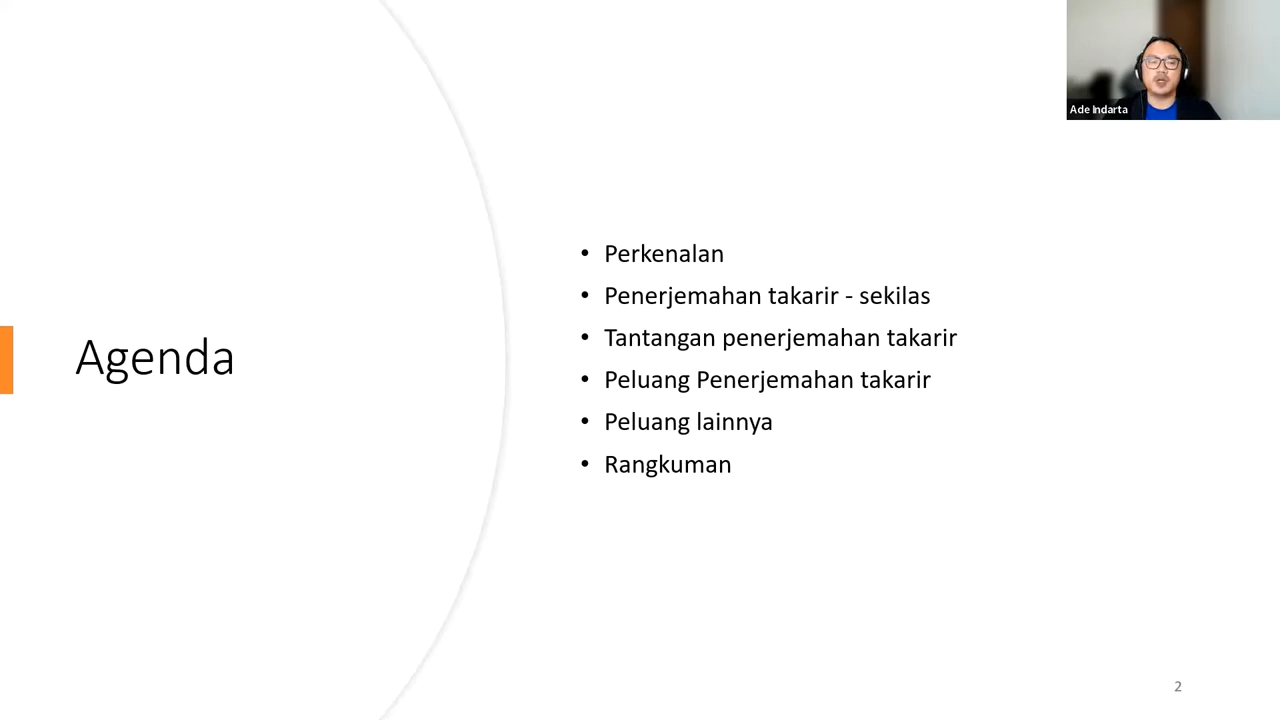 Ade Indarta
Agenda
• Perkenalan
• Penerjemahan takarir - sekilas
• Tantangan penerjemahan takarir
• Peluang Penerjemahan takarir
• Peluang lainnya
• Rangkuman
2